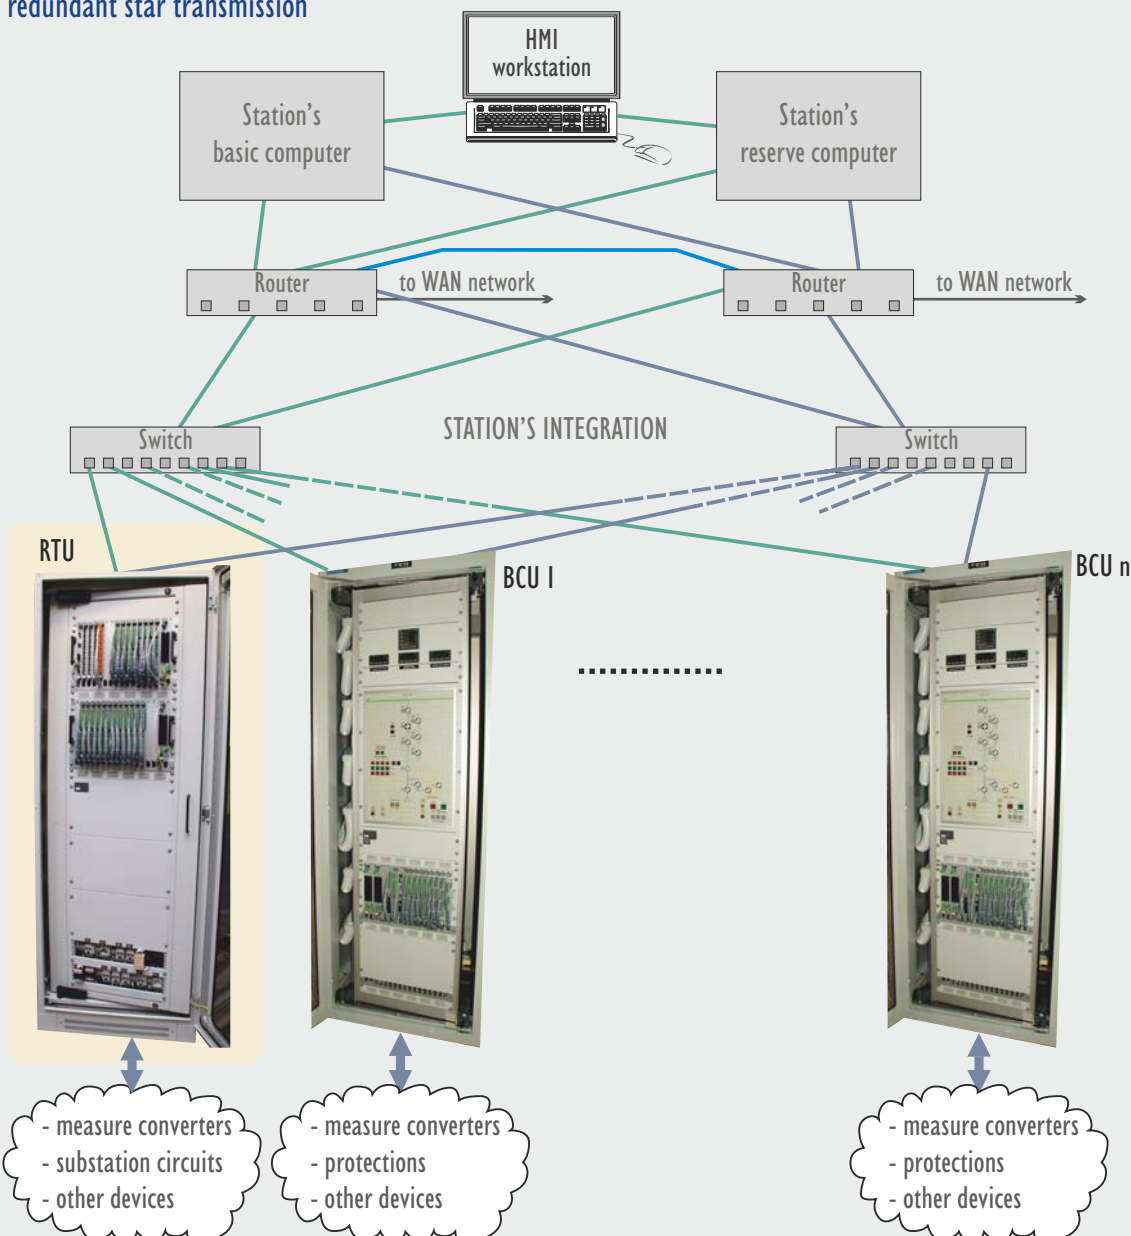 redundant star transmission
HMI
workstation
Station's
basic computer
Station's
reserve computer
Router
to WAN network
Router
to WAN network
Switch
STATION'S INTEGRATION
Switch
RTU
BCU 1
BCU n
- measure converters
- substation circuits
- other devices
- measure converters
- protections
- other devices
- measure converters
- protections
- other devices